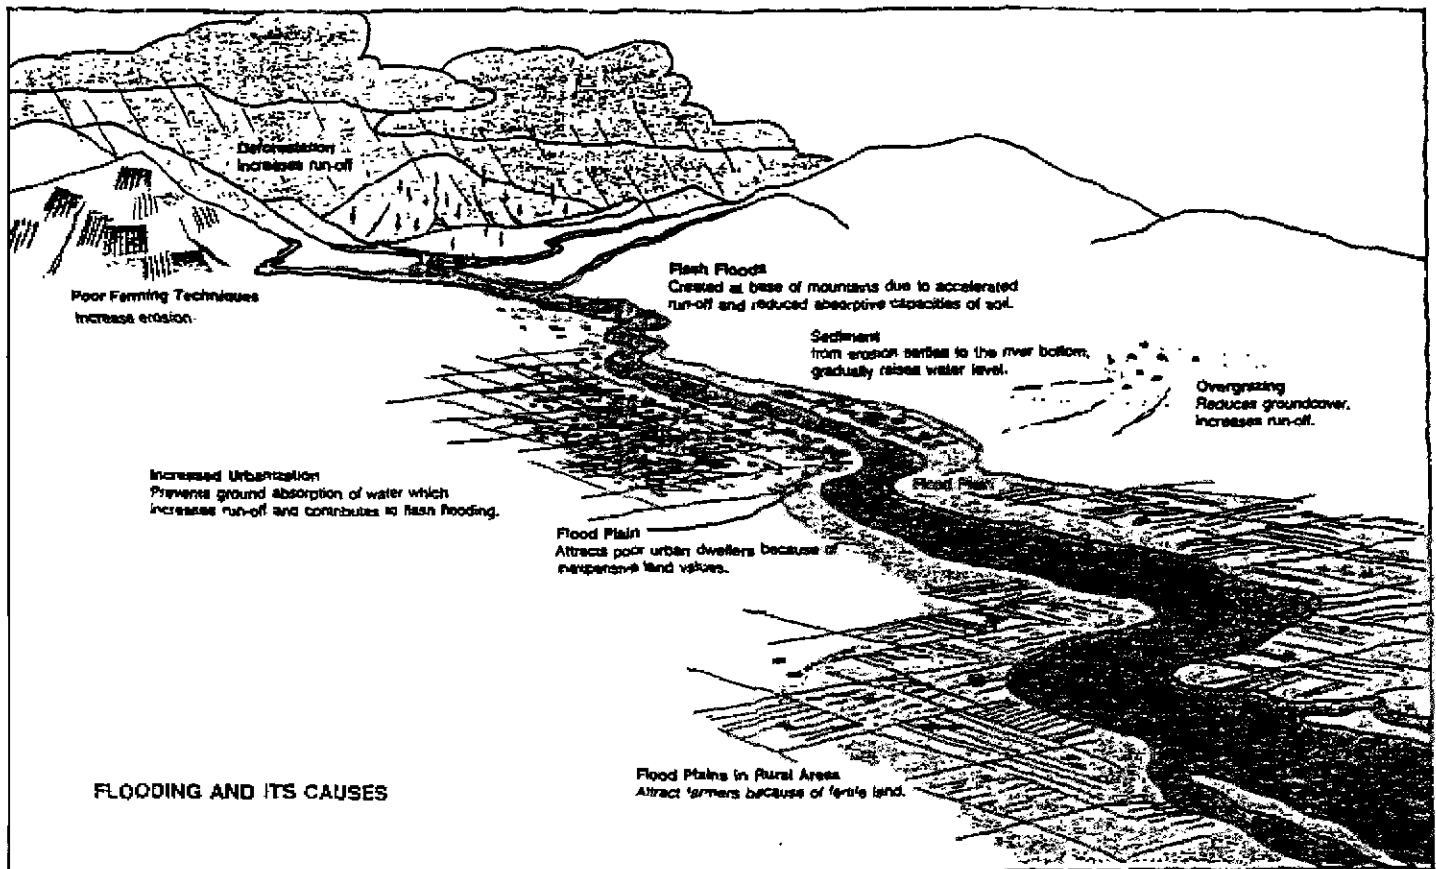 Deforestation
increases run-off
Poor Farming Techniques
increase erosion.
Flash Floods
Created at base of mountains due to accelerated
run-off and reduced absorptive capacities of soil.
Sediment
from erosion settles to the river bottom,
gradually raises water level.
Overgrazing
Reduces groundcover,
increases run-off.
Increased Urbanization
Prevents ground absorption of water which
increases run-off and contributes to flash flooding.
Flood Plain
Flood Plain
Attracts poor urban dwellers because of
inexpensive land values.
Flood Plains in Rural Areas
Attract farmers because of fertile land.
FLOODING AND ITS CAUSES